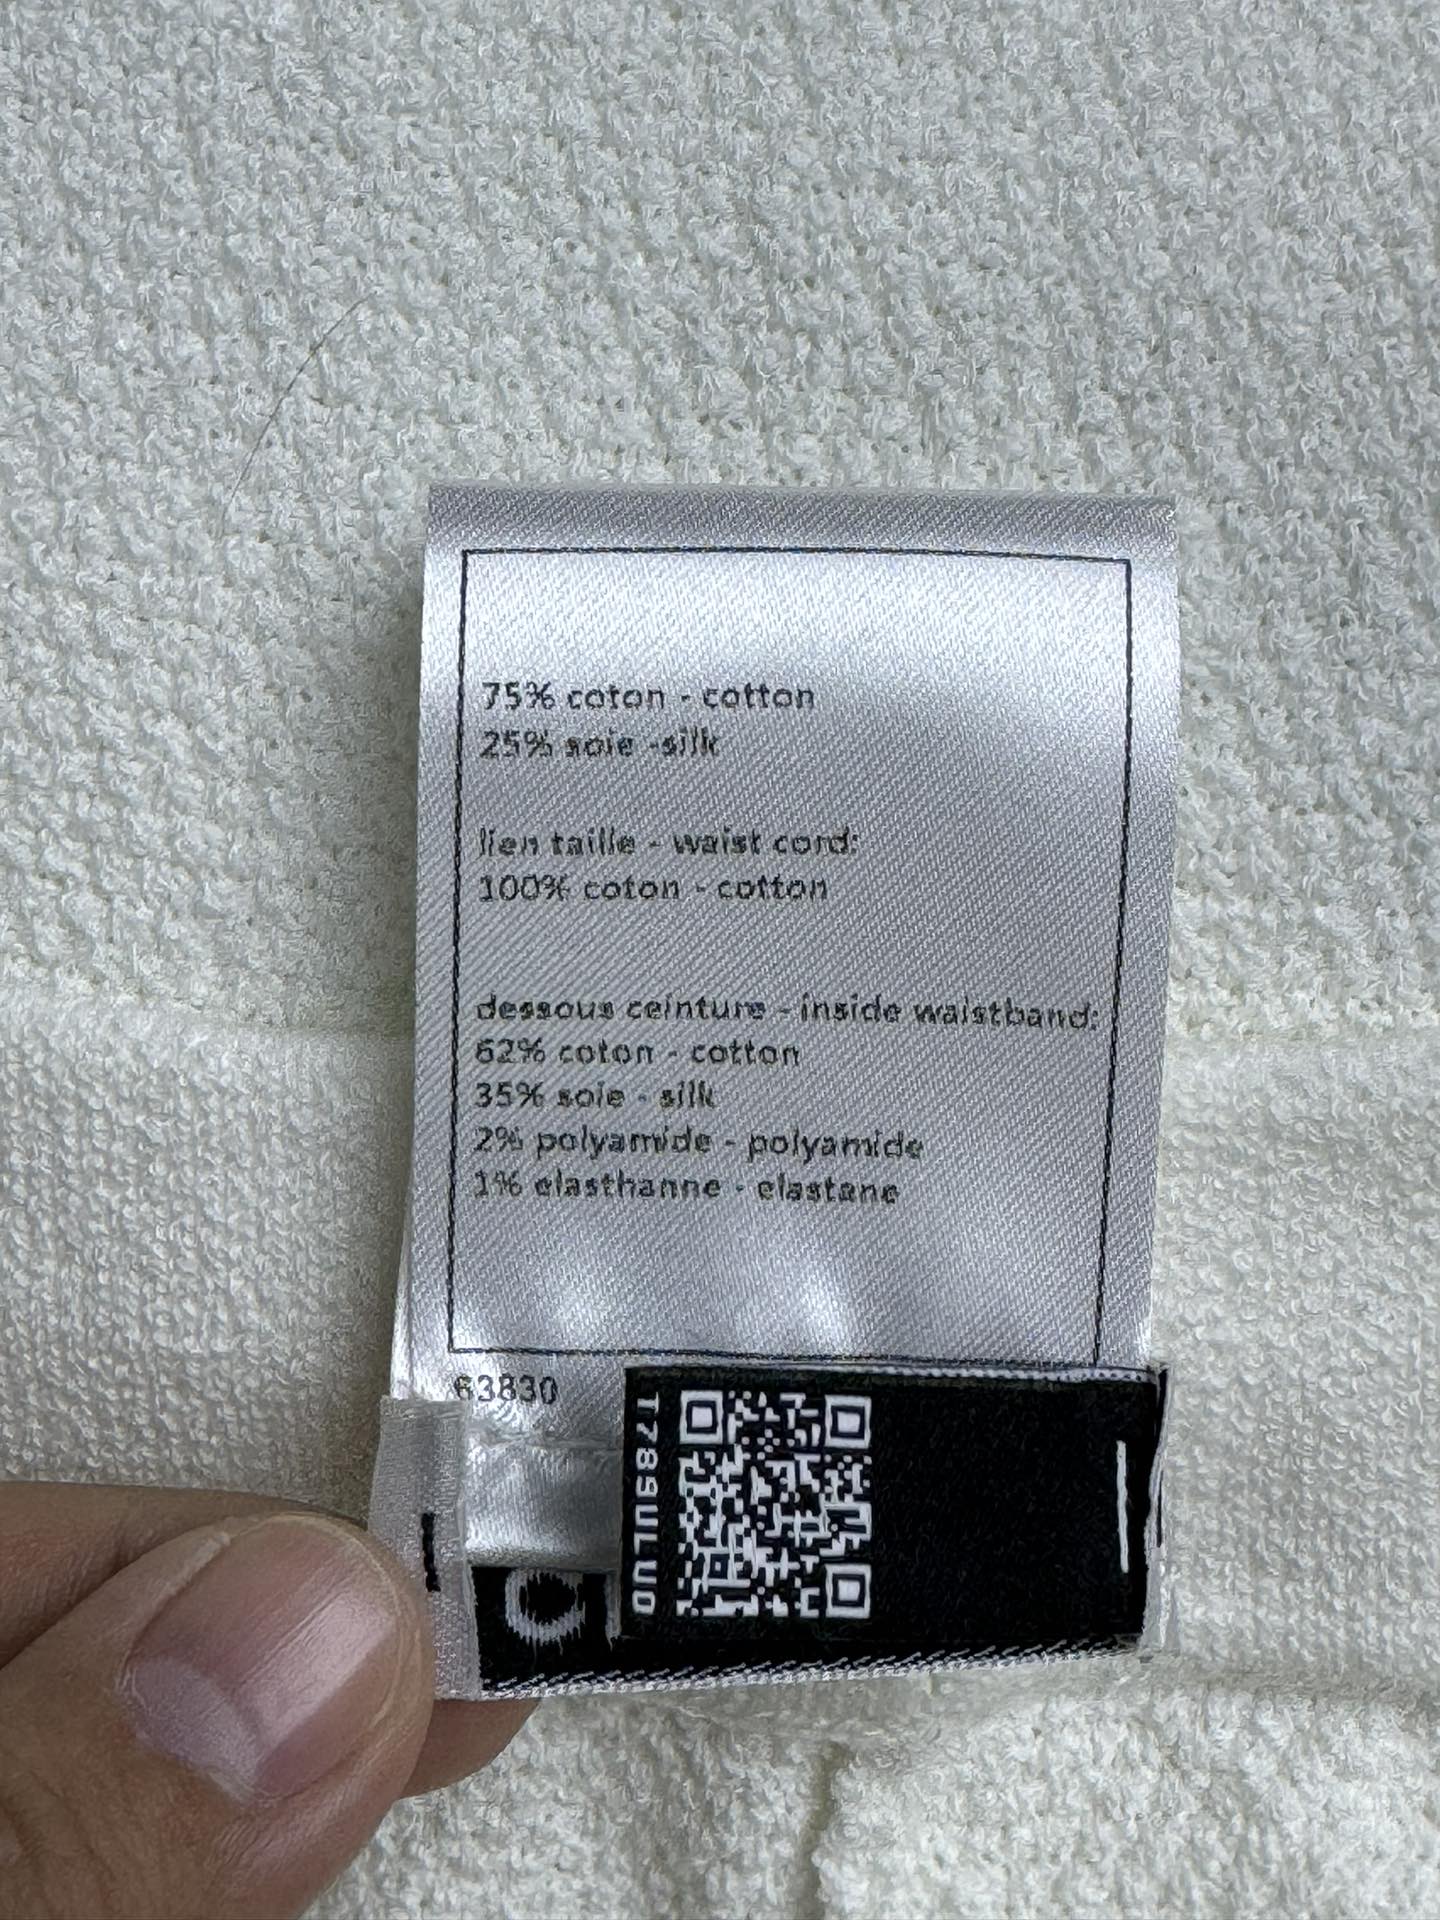 75% coton - cotton
25% soie -silk
lien taille - waist cord:
100% coton - cotton
dessous ceinture - inside waistband:
62% coton - cotton
35% soie - silk
2% polyamide - polyamide
1% elasthanne - elastane
63830